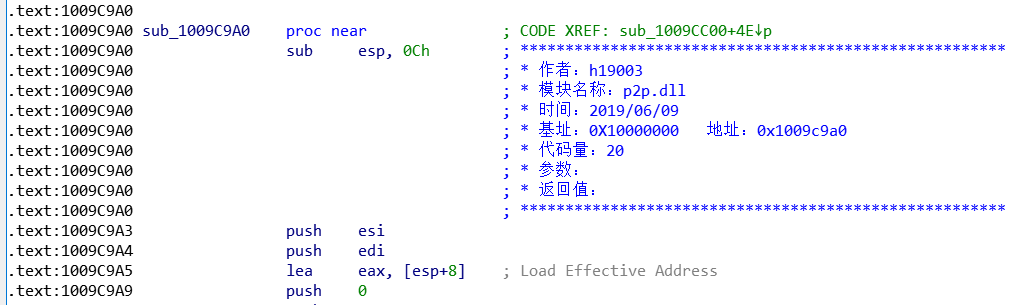 .text:1009C9A0
.text:1009C9A0 sub_1009C9A0 proc near ; CODE XREF: sub_1009CC00+4E↓p
.text:1009C9A0 sub esp, 0Ch ; ******************************************************
.text:1009C9A0 ; * 作者：h19003
.text:1009C9A0 ; * 模块名称：p2p.dll
.text:1009C9A0 ; * 时间：2019/06/09
.text:1009C9A0 ; * 基址：0X10000000 地址：0x1009c9a0
.text:1009C9A0 ; * 代码量：20
.text:1009C9A0 ; * 参数：
.text:1009C9A0 ; * 返回值：
.text:1009C9A0 ; ******************************************************
.text:1009C9A3 push esi
.text:1009C9A4 push edi
.text:1009C9A5 lea eax, [esp+8] ; Load Effective Address
.text:1009C9A9 push 0